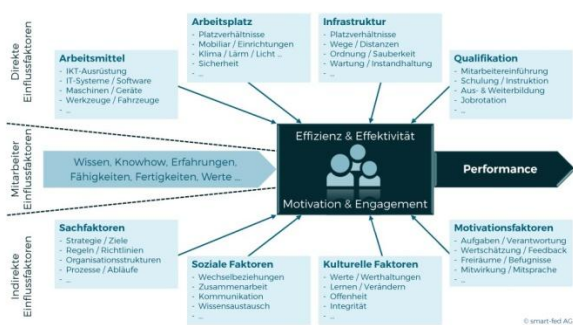 Direkte
Einflussfaktoren
Arbeitsmittel
- IKT-Ausrüstung
- IT-Systeme / Software
- Maschinen / Geräte
- Werkzeuge / Fahrzeuge
- ...
Arbeitsplatz
- Platzverhältnisse
- Mobiliar / Einrichtungen
- Klima / Lärm / Licht ...
- Sicherheit
- ...
Infrastruktur
- Platzverhältnisse
- Wege / Distanzen
- Ordnung / Sauberkeit
- Wartung / Instandhaltung
- ...
Qualifikation
- Mitarbeitereinführung
- Schulung / Instruktion
- Aus- & Weiterbildung
- Jobrotation
- ...
Mitarbeiter
Einflussfaktoren
Wissen, Knowhow, Erfahrungen,
Fähigkeiten, Fertigkeiten, Werte ...
Effizienz & Effektivität
Motivation & Engagement
Performance
Indirekte
Einflussfaktoren
Sachfaktoren
- Strategie / Ziele
- Regeln / Richtlinien
- Organisationsstrukturen
- Prozesse / Abläufe
- ...
Soziale Faktoren
- Wechselbeziehungen
- Zusammenarbeit
- Kommunikation
- Wissensaustausch
- ...
Kulturelle Faktoren
- Werte / Werthaltungen
- Lernen / Verändern
- Offenheit
- Integrität
- ...
Motivationsfaktoren
- Aufgaben / Verantwortung
- Wertschätzung / Feedback
- Freiräume / Befugnisse
- Mitwirkung / Mitsprache
- ...
© smart-fed AG